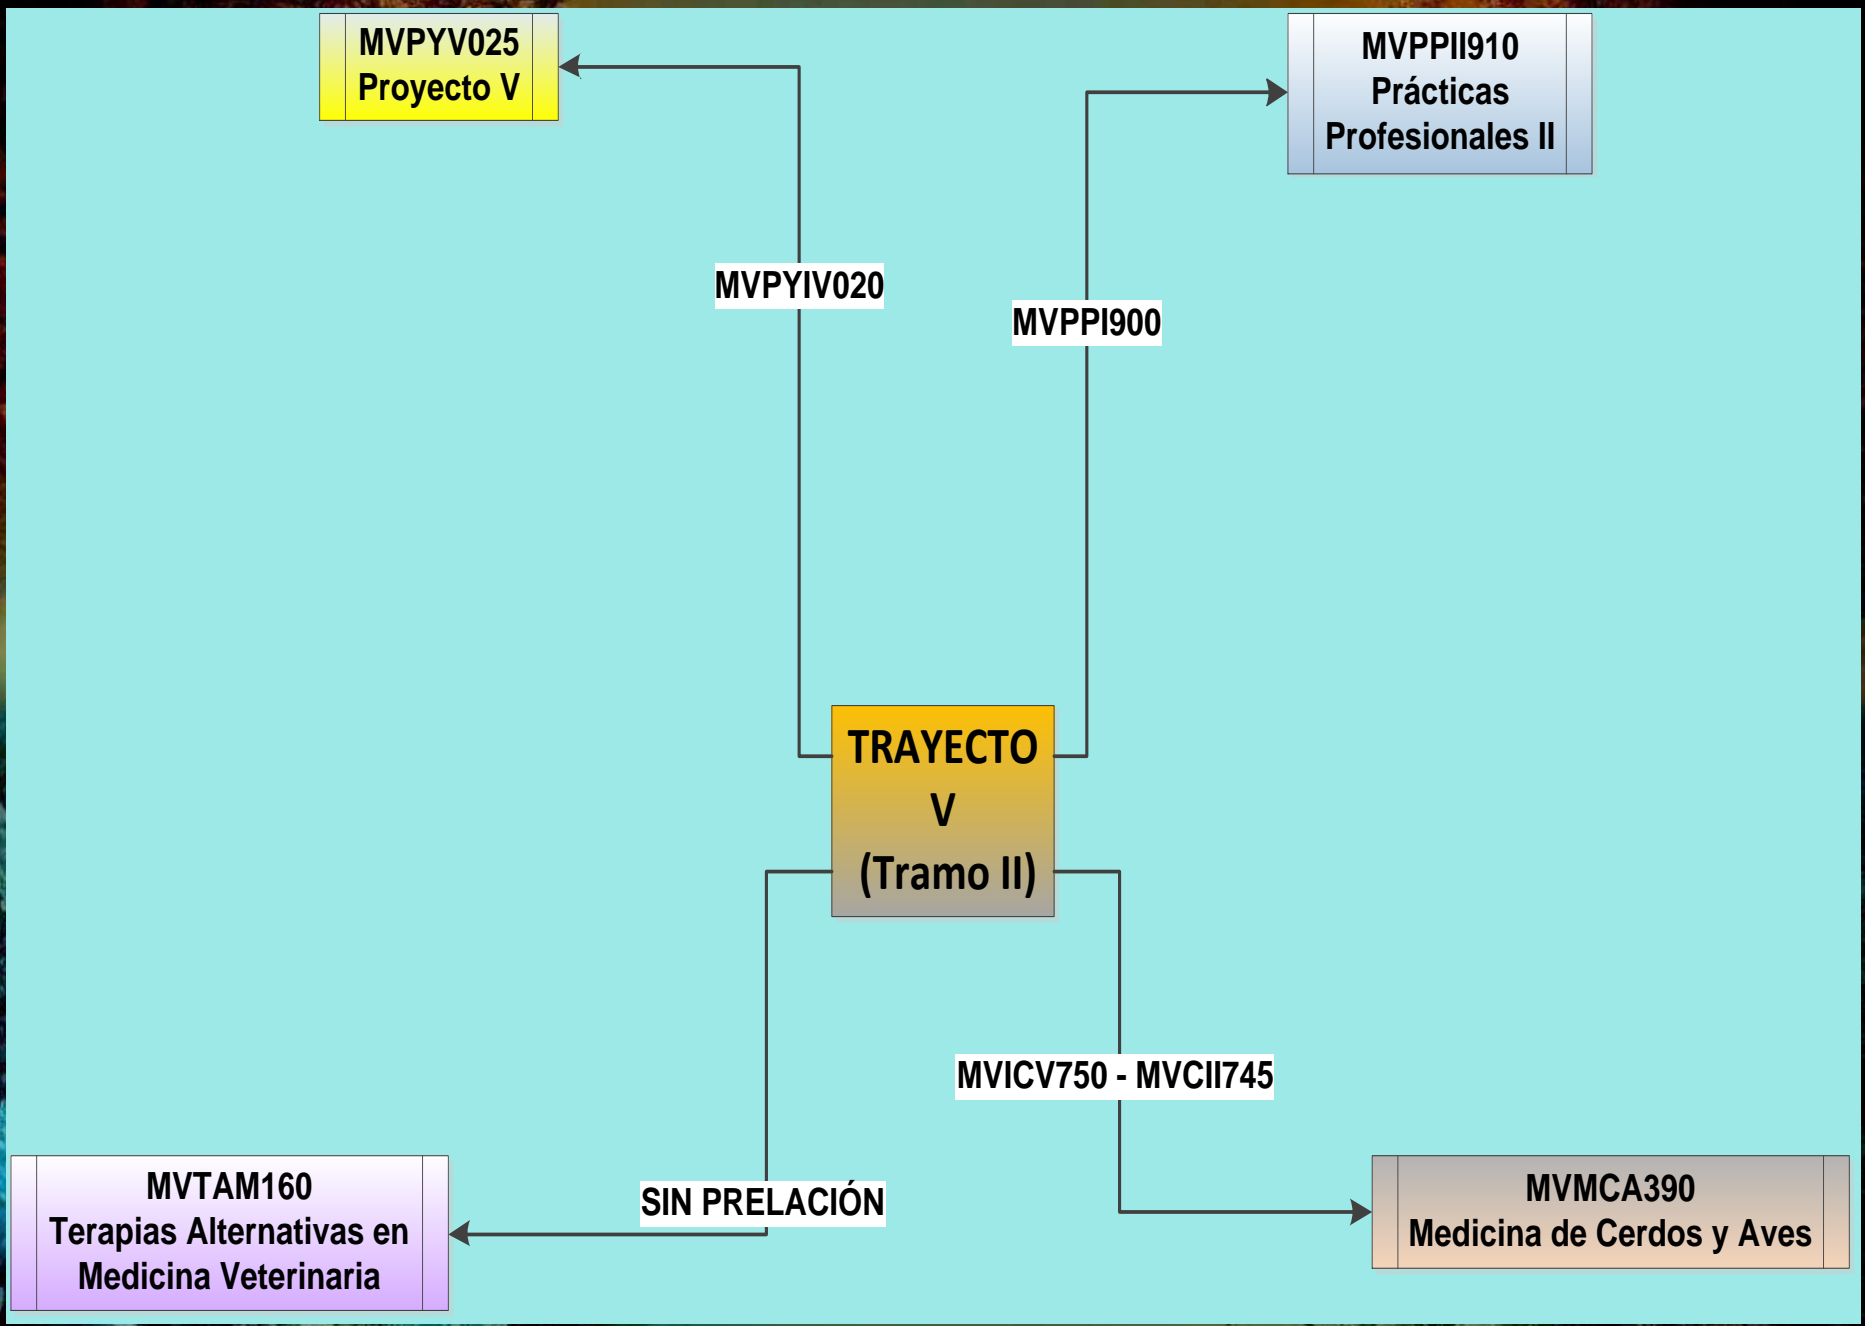 MVPYV025
Proyecto V
MVPPII910
Prácticas
Profesionales II
MVPYIV020
MVPPI900
TRAYECTO
V
(Tramo II)
MVICV750 - MVCII745
SIN PRELACIÓN
MVTAM160
Terapias Alternativas en
Medicina Veterinaria
MVMCA390
Medicina de Cerdos y Aves